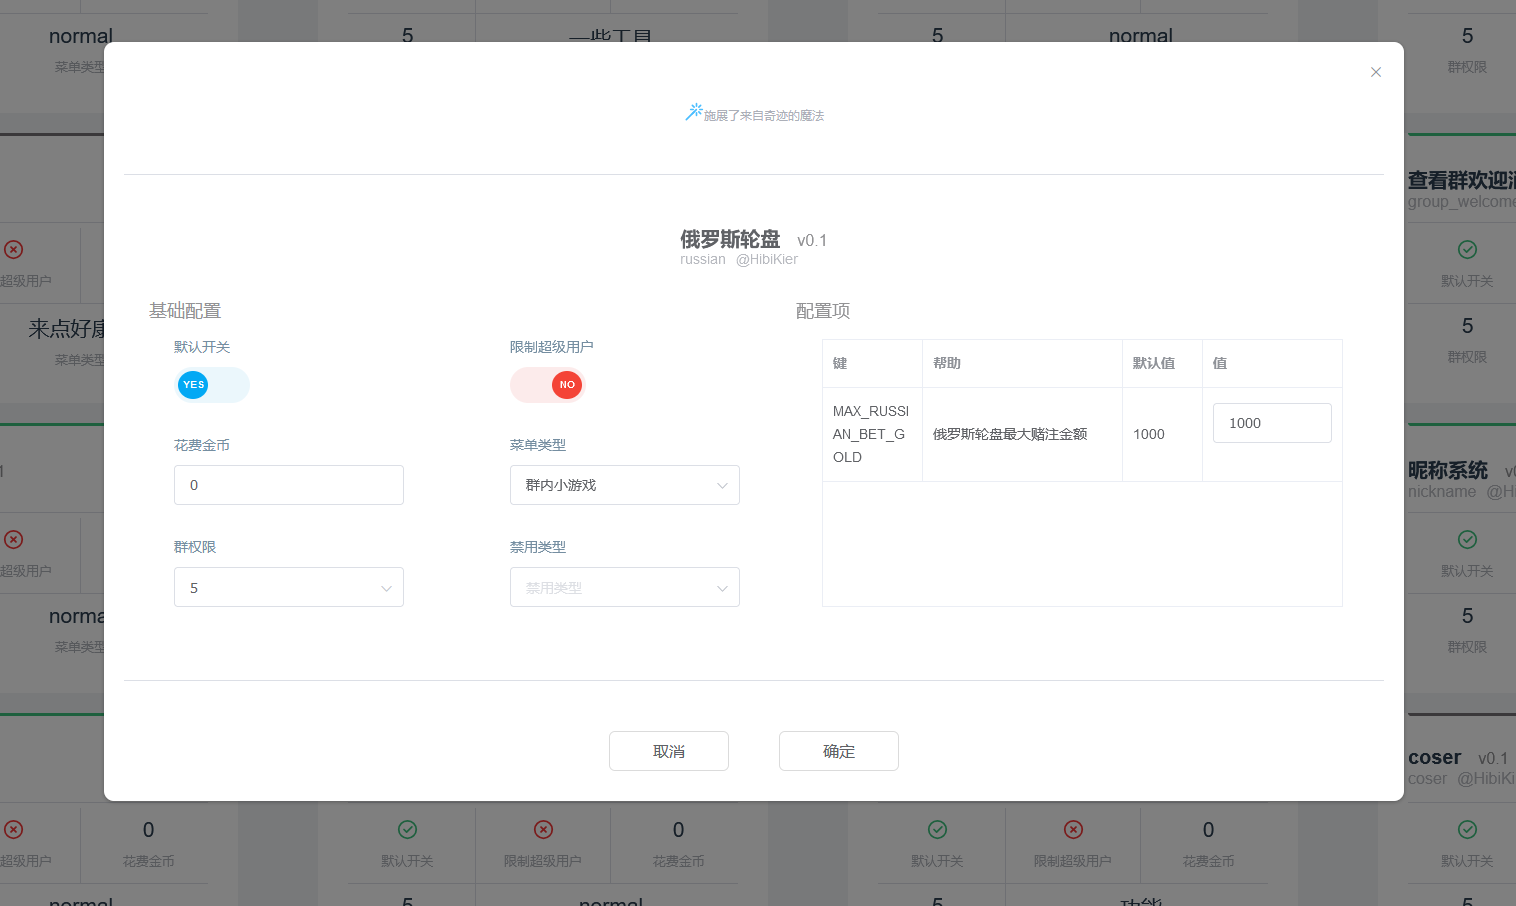 normal
5
一些工具
5
normal
5
菜单类型
群权限
施展了来自奇迹的魔法
查看群欢迎
group_welcome
俄罗斯轮盘 v0.1
russian @HibiKier
超级用户
默认开关
基础配置
配置项
来点好康
5
菜单类型
群权限
默认开关
限制超级用户
YES
NO
键
帮助
默认值
值
MAX_RUSSI
AN_BET_G
OLD
俄罗斯轮盘最大赌注金额
1000
1000
花费金币
菜单类型
0
群内小游戏
昵称系统
nickname
群权限
禁用类型
5
禁用类型
超级用户
默认开关
norma
5
菜单类型
群权限
取消
确定
coser v0.1
coser @HibiKi
0
0
0
超级用户
花费金币
默认开关
限制超级用户
花费金币
默认开关
限制超级用户
花费金币
默认开关
normal
5
normal
5
功能
5